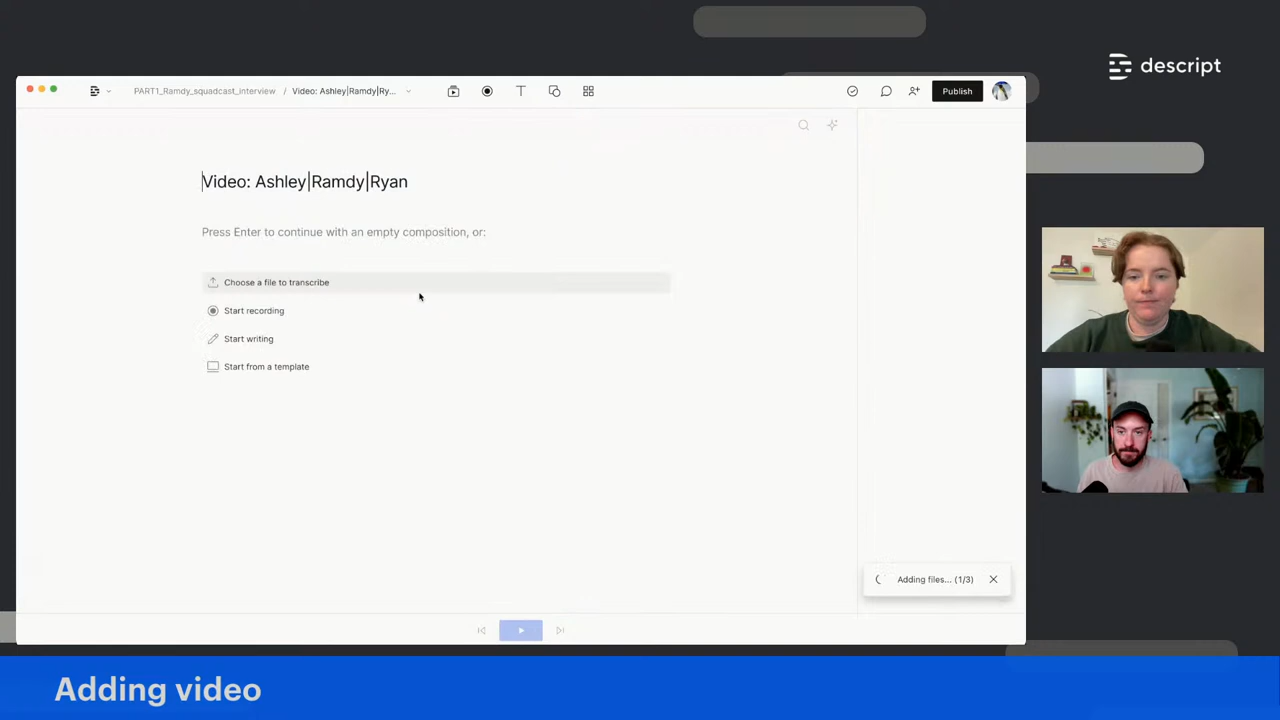 descript
PART1_Ramdy_squadcast_interview / Video: Ashley|Ramdy|Ry...
Publish
Video: Ashley|Ramdy|Ryan
Press Enter to continue with an empty composition, or:
Choose a file to transcribe
Start recording
Start writing
Start from a template
Adding files... (1/3)
Adding video